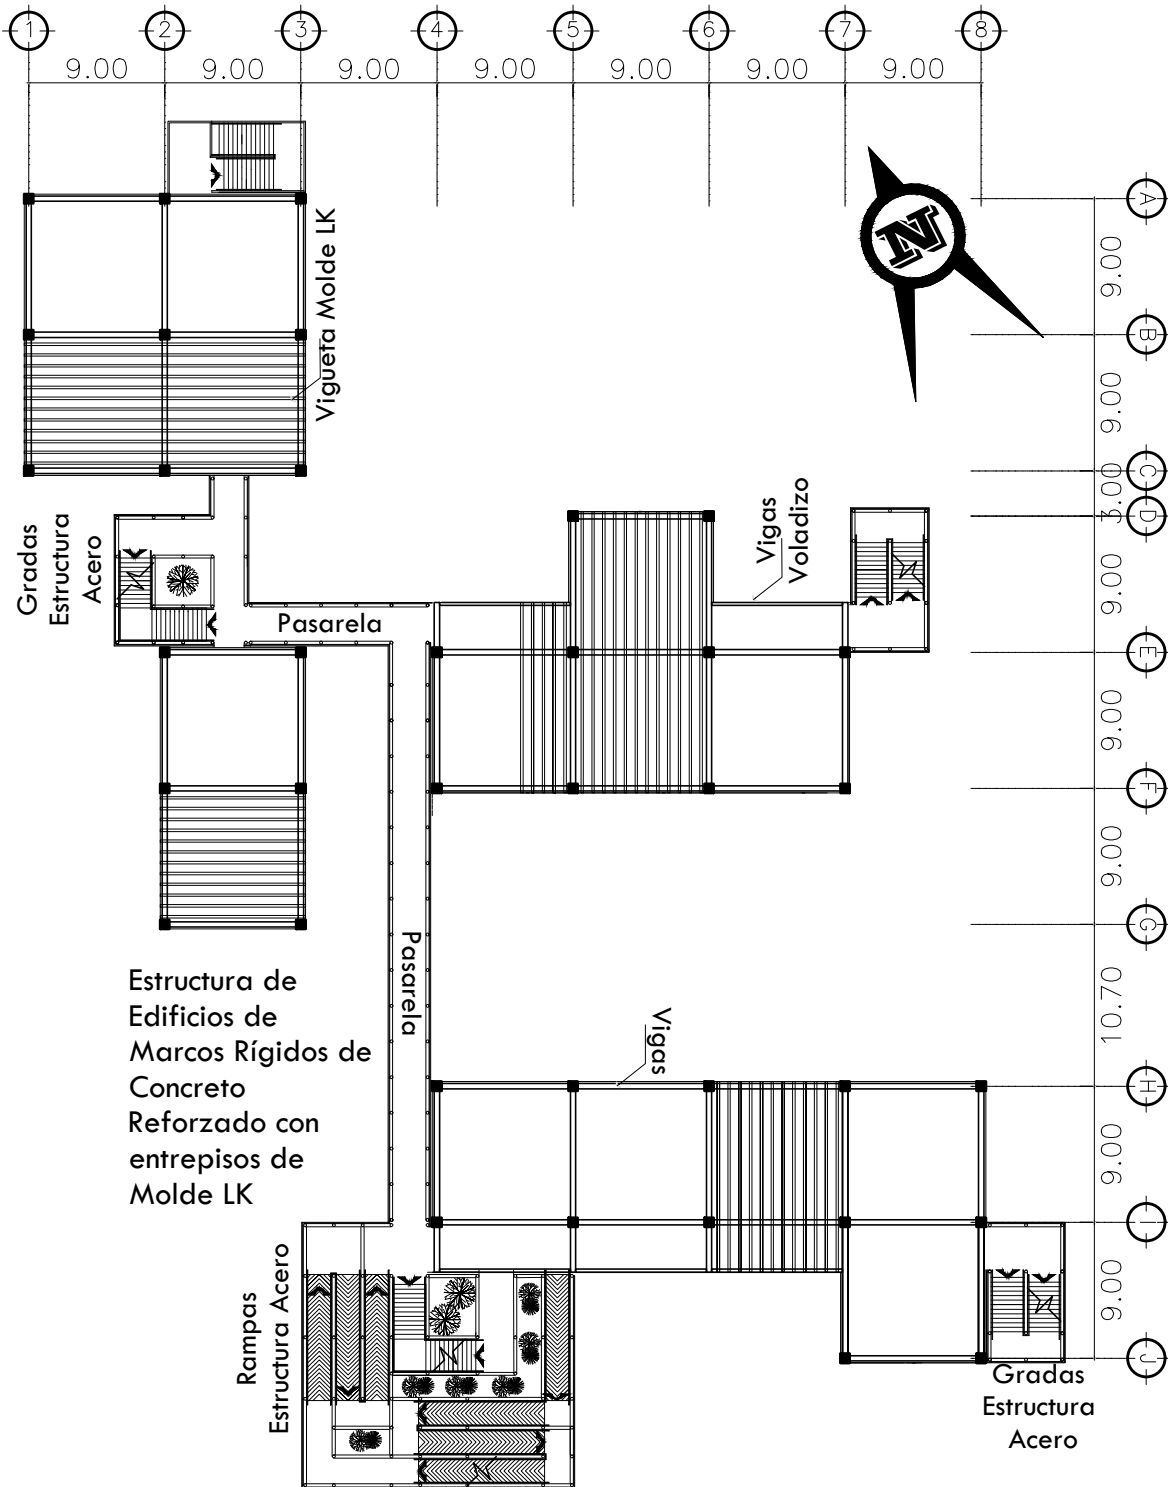 1 2 3 4 5 6 7 8
9.00 9.00 9.00 9.00 9.00 9.00 9.00
A
9.00
B
9.00
C
D
9.00
E
9.00
F
9.00
G
10.70
H
9.00
I
9.00
J
N
Vigueta Molde LK
Gradas
Estructura
Acero
Vigas
Voladizo
Pasarela
Pasarela
Vigas
Estructura de
Edificios de
Marcos Rígidos de
Concreto
Reforzado con
entrepisos de
Molde LK
Rampas
Estructura Acero
Gradas
Estructura
Acero